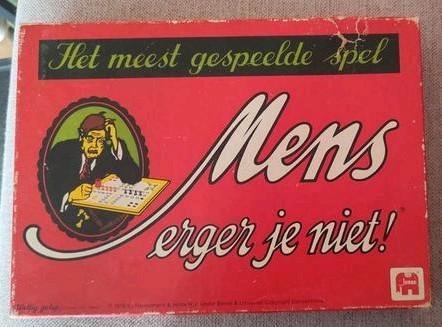 Het meest gespeelde spel
Mens
erger je niet!
Jumbo